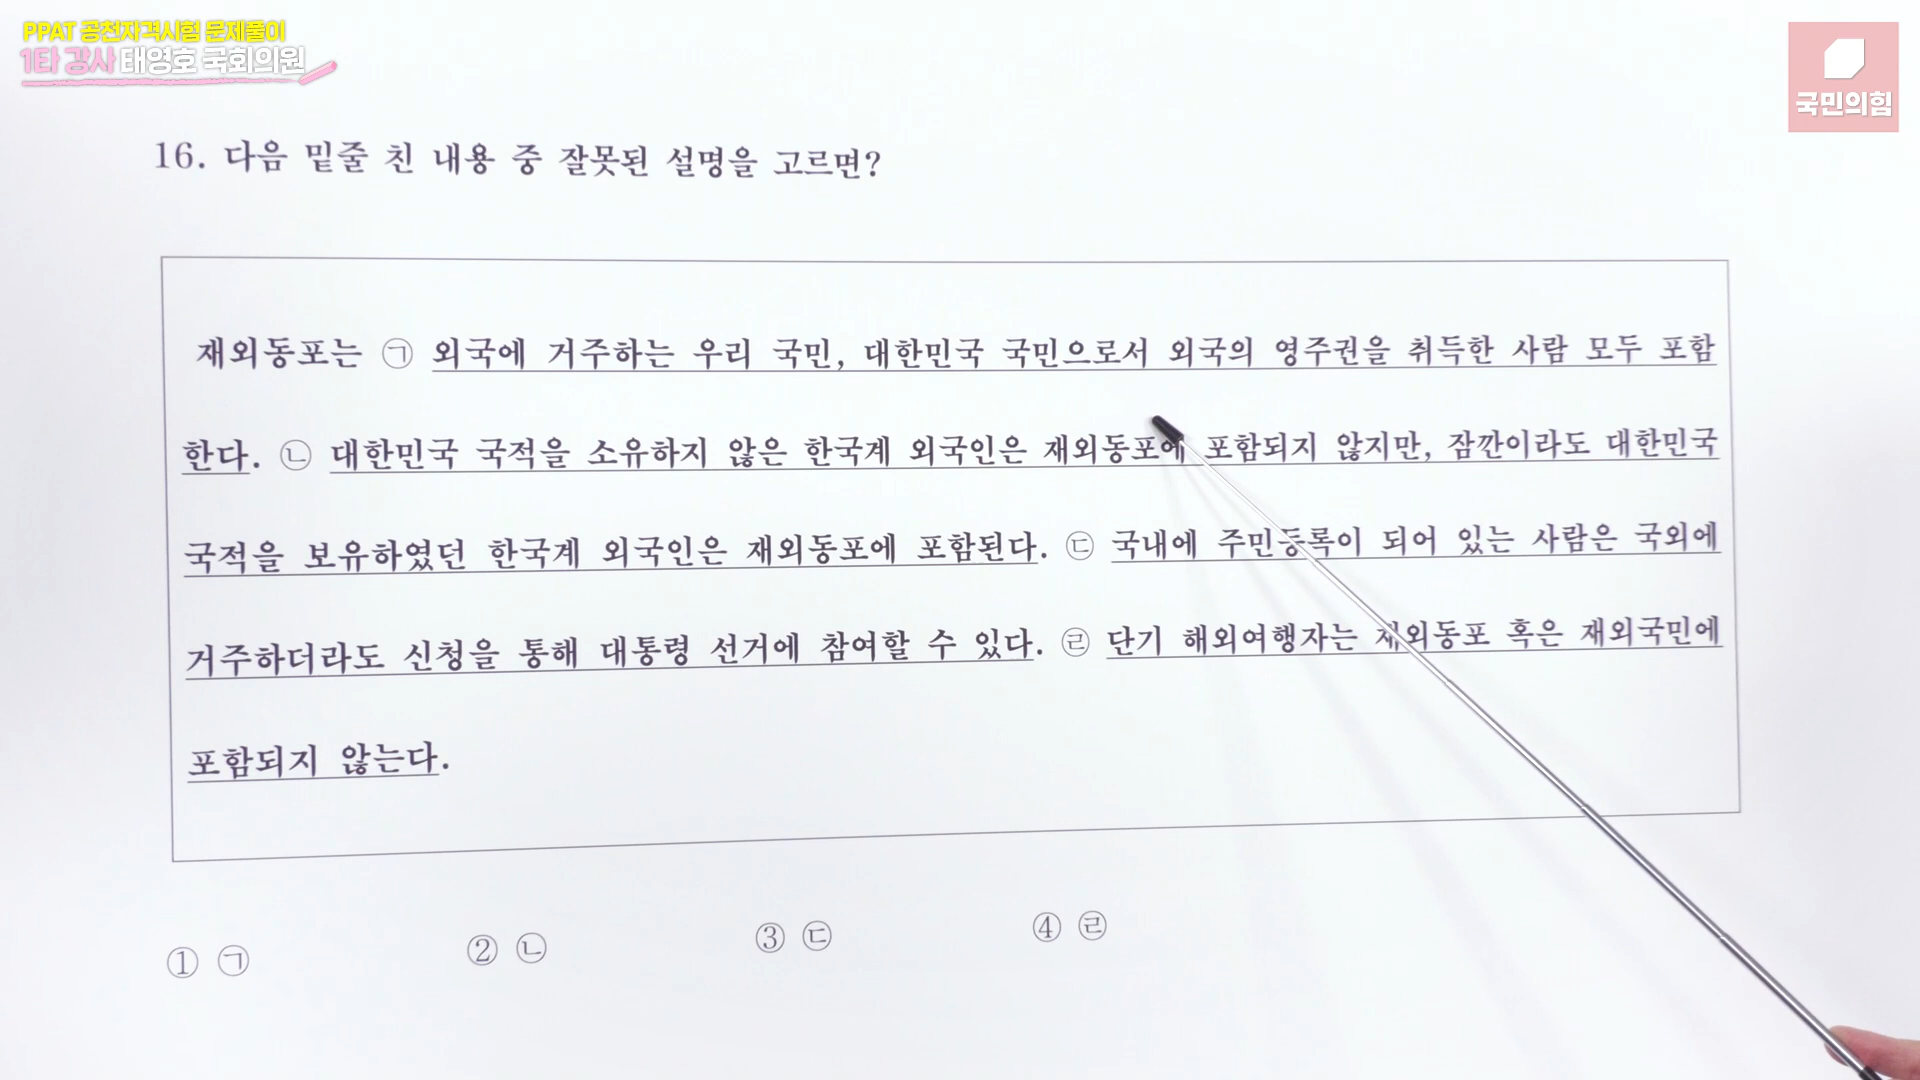 PPAT 공천자격시험 문제풀이
1타 강사 태영호 국회의원
국민의힘
16. 다음 밑줄 친 내용 중 잘못된 설명을 고르면?
재외동포는 ㉠ 외국에 거주하는 우리 국민, 대한민국 국민으로서 외국의 영주권을 취득한 사람 모두 포함
한다. ㉡ 대한민국 국적을 소유하지 않은 한국계 외국인은 재외동포에 포함되지 않지만, 잠깐이라도 대한민국
국적을 보유하였던 한국계 외국인은 재외동포에 포함된다. ㉢ 국내에 주민등록이 되어 있는 사람은 국외에
거주하더라도 신청을 통해 대통령 선거에 참여할 수 있다. ㉣ 단기 해외여행자는 재외동포 혹은 재외국민에
포함되지 않는다.
① ㉠ ② ㉡ ③ ㉢ ④ ㉣